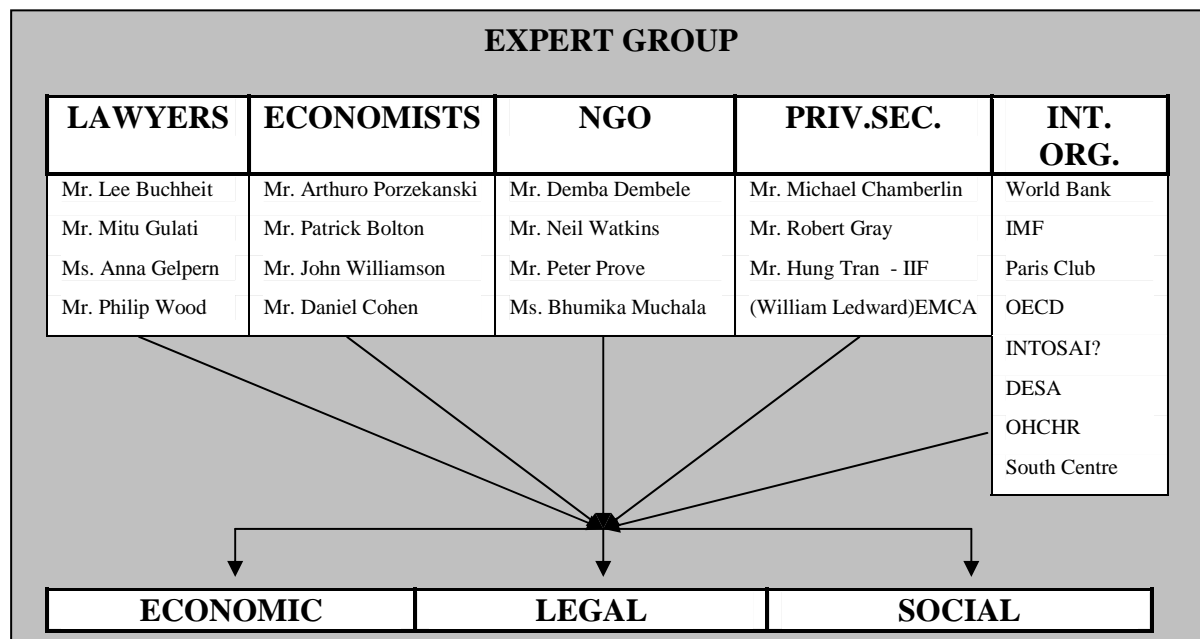 EXPERT GROUP
LAWYERS ECONOMISTS NGO PRIV.SEC. INT.
ORG.
Mr. Lee Buchheit Mr. Arthuro Porzekanski Mr. Demba Dembele Mr. Michael Chamberlin World Bank
Mr. Mitu Gulati Mr. Patrick Bolton Mr. Neil Watkins Mr. Robert Gray IMF
Ms. Anna Gelpern Mr. John Williamson Mr. Peter Prove Mr. Hung Tran - IIF Paris Club
Mr. Philip Wood Mr. Daniel Cohen Ms. Bhumika Muchala (William Ledward)EMCA OECD
INTOSAI?
DESA
OHCHR
South Centre
ECONOMIC LEGAL SOCIAL